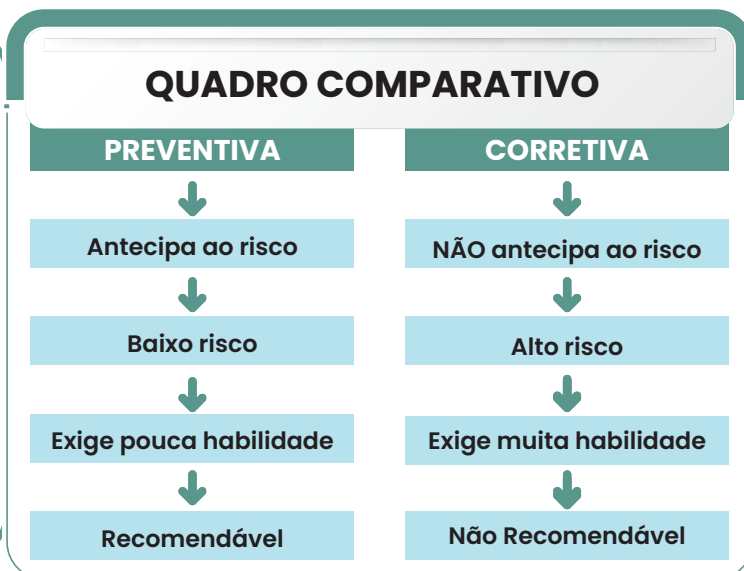 QUADRO COMPARATIVO
PREVENTIVA
Antecipa ao risco
Baixo risco
Exige pouca habilidade
Recomendável
CORRETIVA
NÃO antecipa ao risco
Alto risco
Exige muita habilidade
Não Recomendável